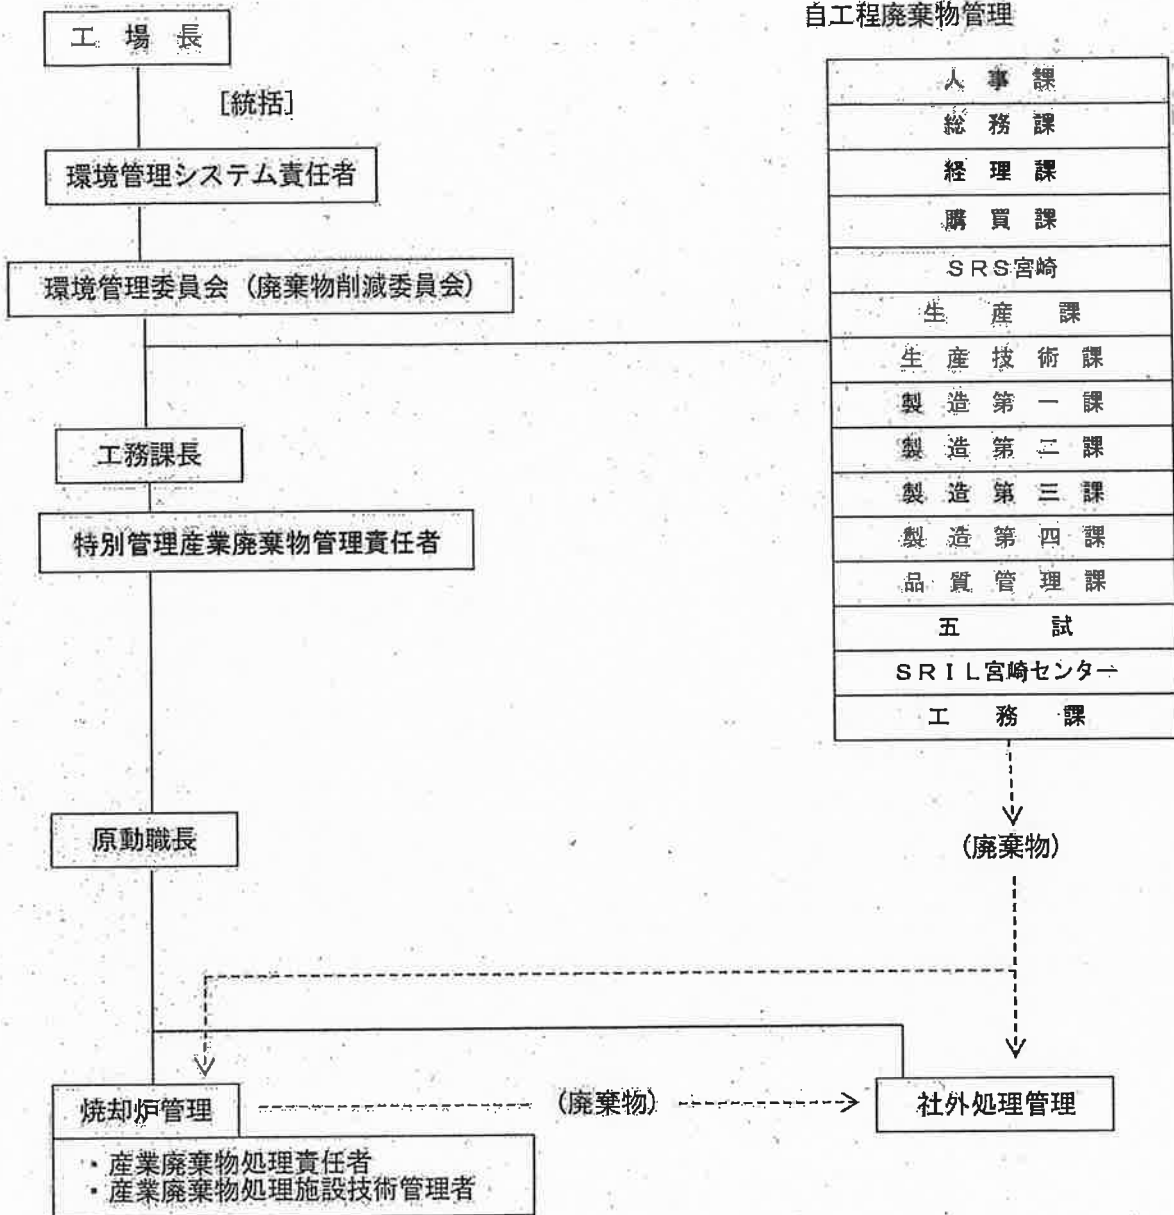 工場長
[統括]
環境管理システム責任者
環境管理委員会（廃棄物削減委員会）
工務課長
特別管理産業廃棄物管理責任者
原動職長
自工程廃棄物管理
人事課
総務課
経理課
購買課
ＳＲＳ宮崎
生産課
生産技術課
製造第一課
製造第二課
製造第三課
製造第四課
品質管理課
五試
ＳＲＩＬ宮崎センター
工務課
(廃棄物)
焼却炉管理
(廃棄物)
社外処理管理
・産業廃棄物処理責任者
・産業廃棄物処理施設技術管理者